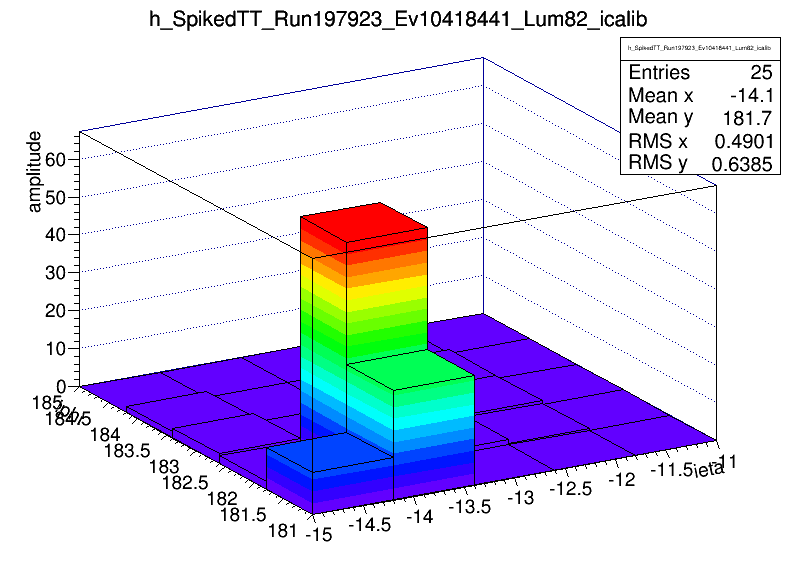 h_SpikedTT_Run197923_Ev10418441_Lum82_icalib
h_SpikedTT_Run197923_Ev10418441_Lum82_icalib
Entries 25
Mean x -14.1
Mean y 181.7
RMS x 0.4901
RMS y 0.6385
amplitude
60
50
40
30
20
10
0
185
184.5
184
183.5
183
182.5
182
181.5
181
-15
-14.5
-14
-13.5
-13
-12.5
-12
-11.5
-11
ieta